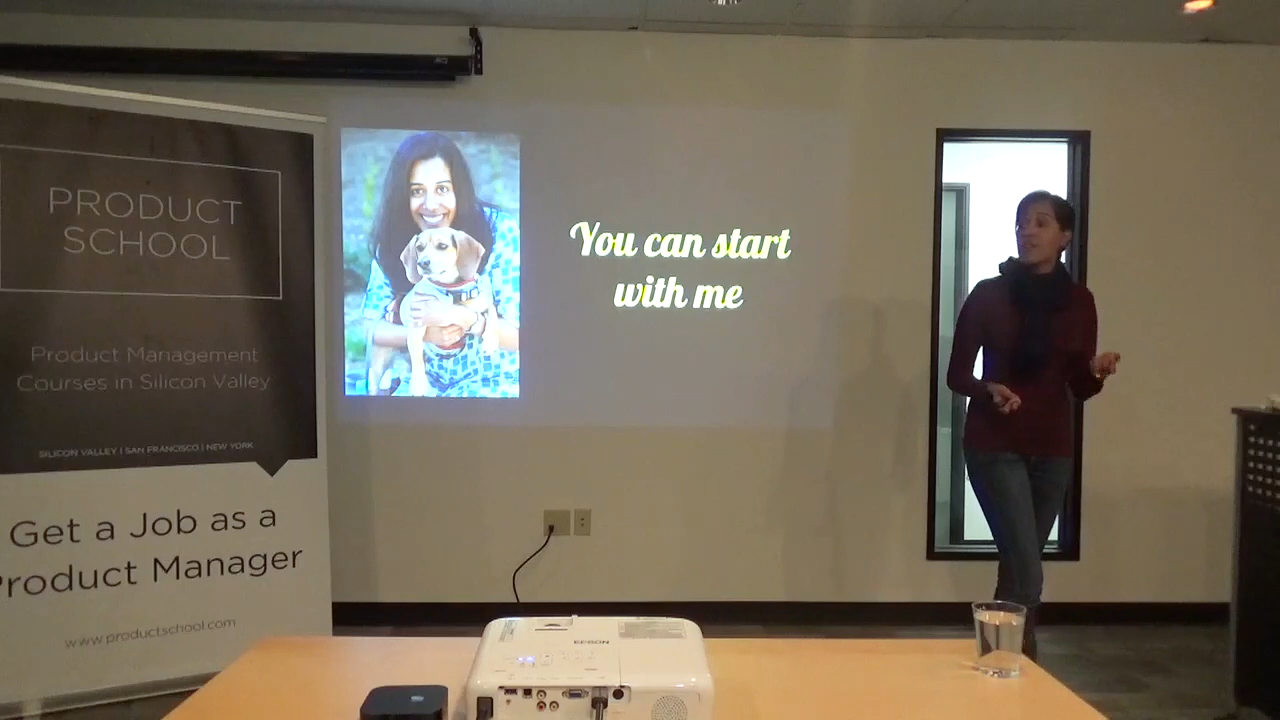 PRODUCT
SCHOOL
Product Management
Courses in Silicon Valley
SILICON VALLEY | SAN FRANCISCO | NEW YORK
Get a Job as a
Product Manager
www.productschool.com
You can start
with me
EPSON